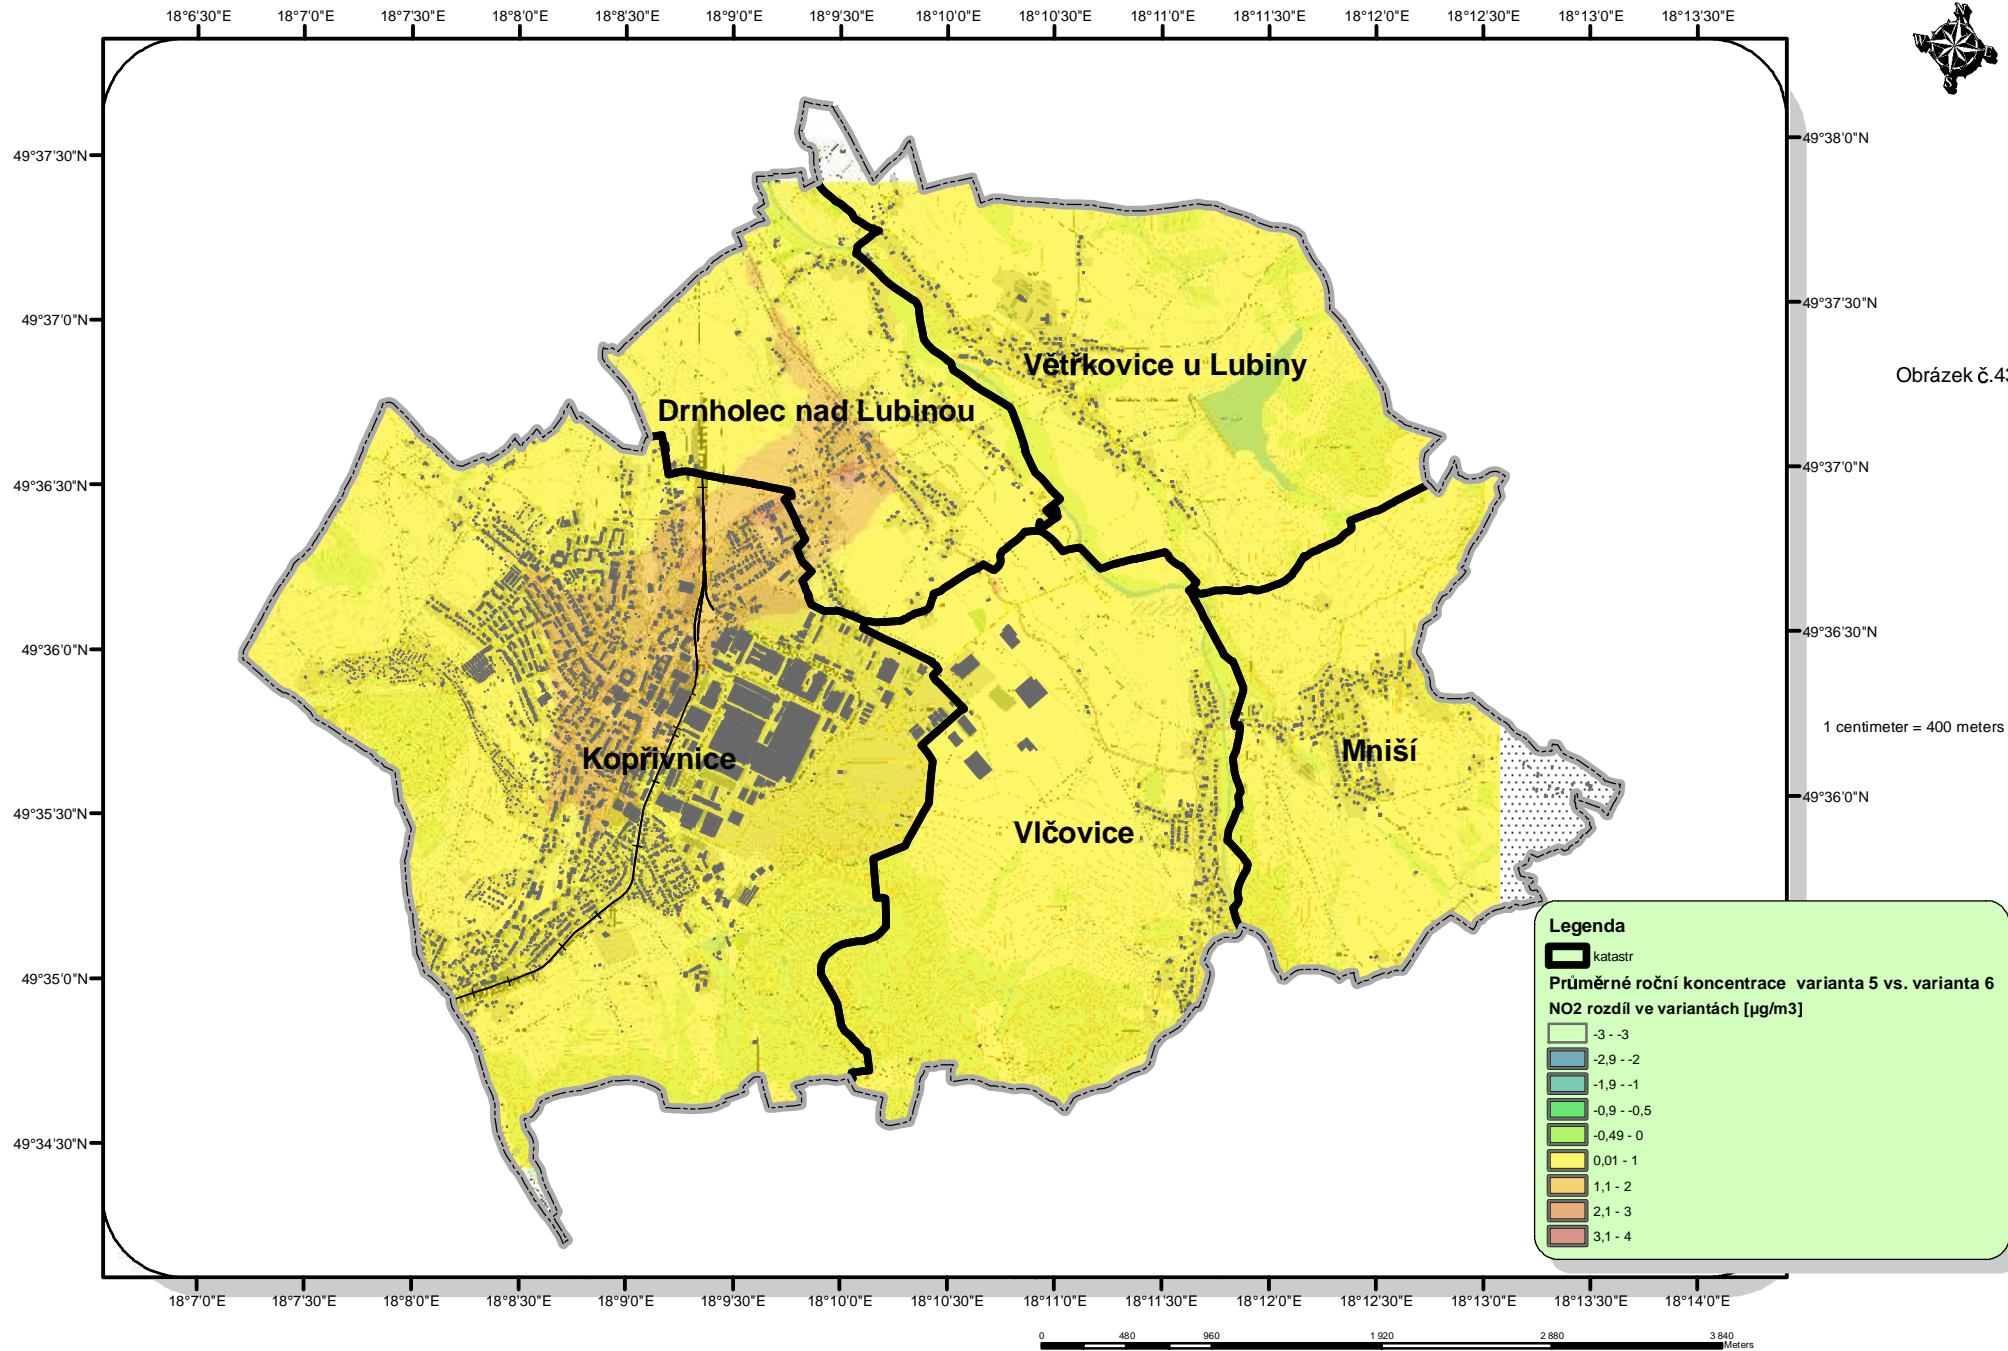 18°6'30"E 18°7'0"E 18°7'30"E 18°8'0"E 18°8'30"E 18°9'0"E 18°9'30"E 18°10'0"E 18°10'30"E 18°11'0"E 18°11'30"E 18°12'0"E 18°12'30"E 18°13'0"E 18°13'30"E
N
W
E
S
49°37'30"N
49°37'0"N
49°36'30"N
49°36'0"N
49°35'30"N
49°35'0"N
49°34'30"N
49°38'0"N
49°37'30"N
49°37'0"N
49°36'30"N
49°36'0"N
Obrázek č.43
1 centimeter = 400 meters
Větřkovice u Lubiny
Drnholec nad Lubinou
Kopřivnice
Mniší
Vlčovice
Legenda
katastr
Průměrné roční koncentrace varianta 5 vs. varianta 6
NO2 rozdíl ve variantách [µg/m3]
-3 - -3
-2,9 - -2
-1,9 - -1
-0,9 - -0,5
-0,49 - 0
0,01 - 1
1,1 - 2
2,1 - 3
3,1 - 4
18°7'0"E 18°7'30"E 18°8'0"E 18°8'30"E 18°9'0"E 18°9'30"E 18°10'0"E 18°10'30"E 18°11'0"E 18°11'30"E 18°12'0"E 18°12'30"E 18°13'0"E 18°13'30"E 18°14'0"E
0 480 960 1 920 2 880 3 840
Meters